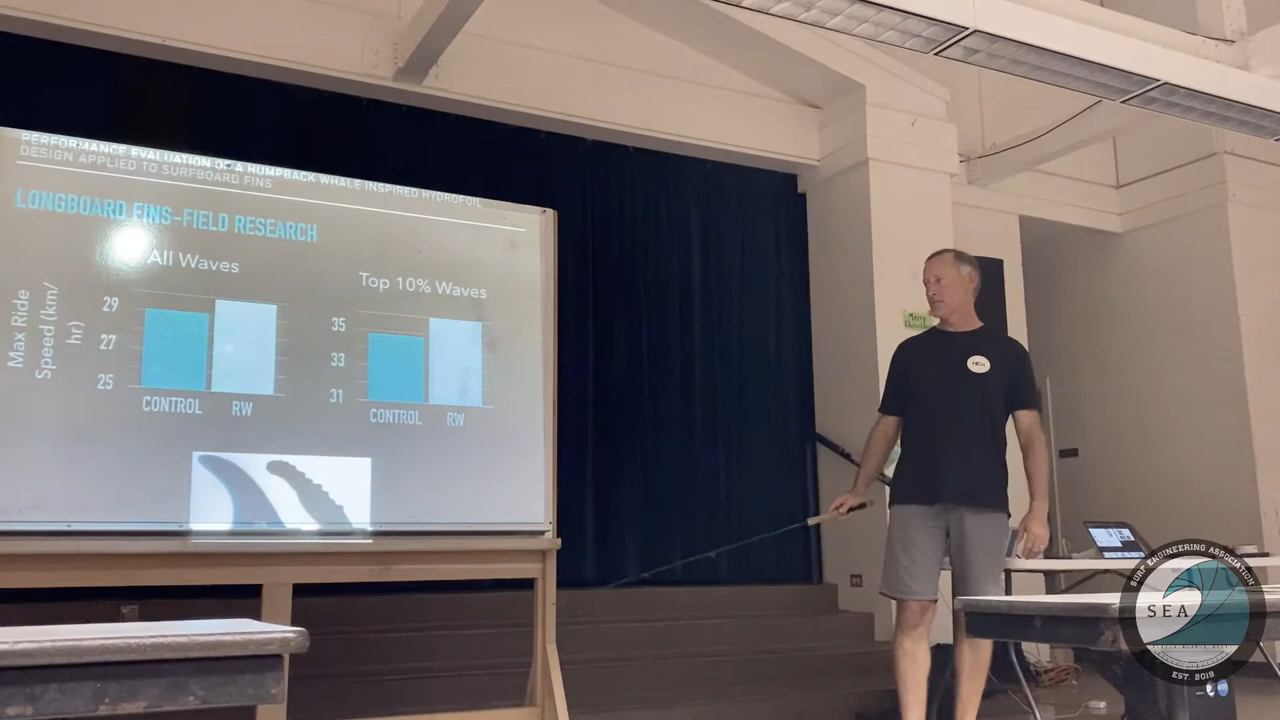 PERFORMANCE EVALUATION OF A HUMPBACK WHALE INSPIRED HYDROFOIL
DESIGN APPLIED TO SURFBOARD FINS
LONGBOARD FINS-FIELD RESEARCH
All Waves
Top 10% Waves
Max Ride
Speed (km/
hr)
29
27
25
CONTROL RW
35
33
31
CONTROL RW
Merry
SURF ENGINEERING ASSOCIATION
SEA
EST. 2019